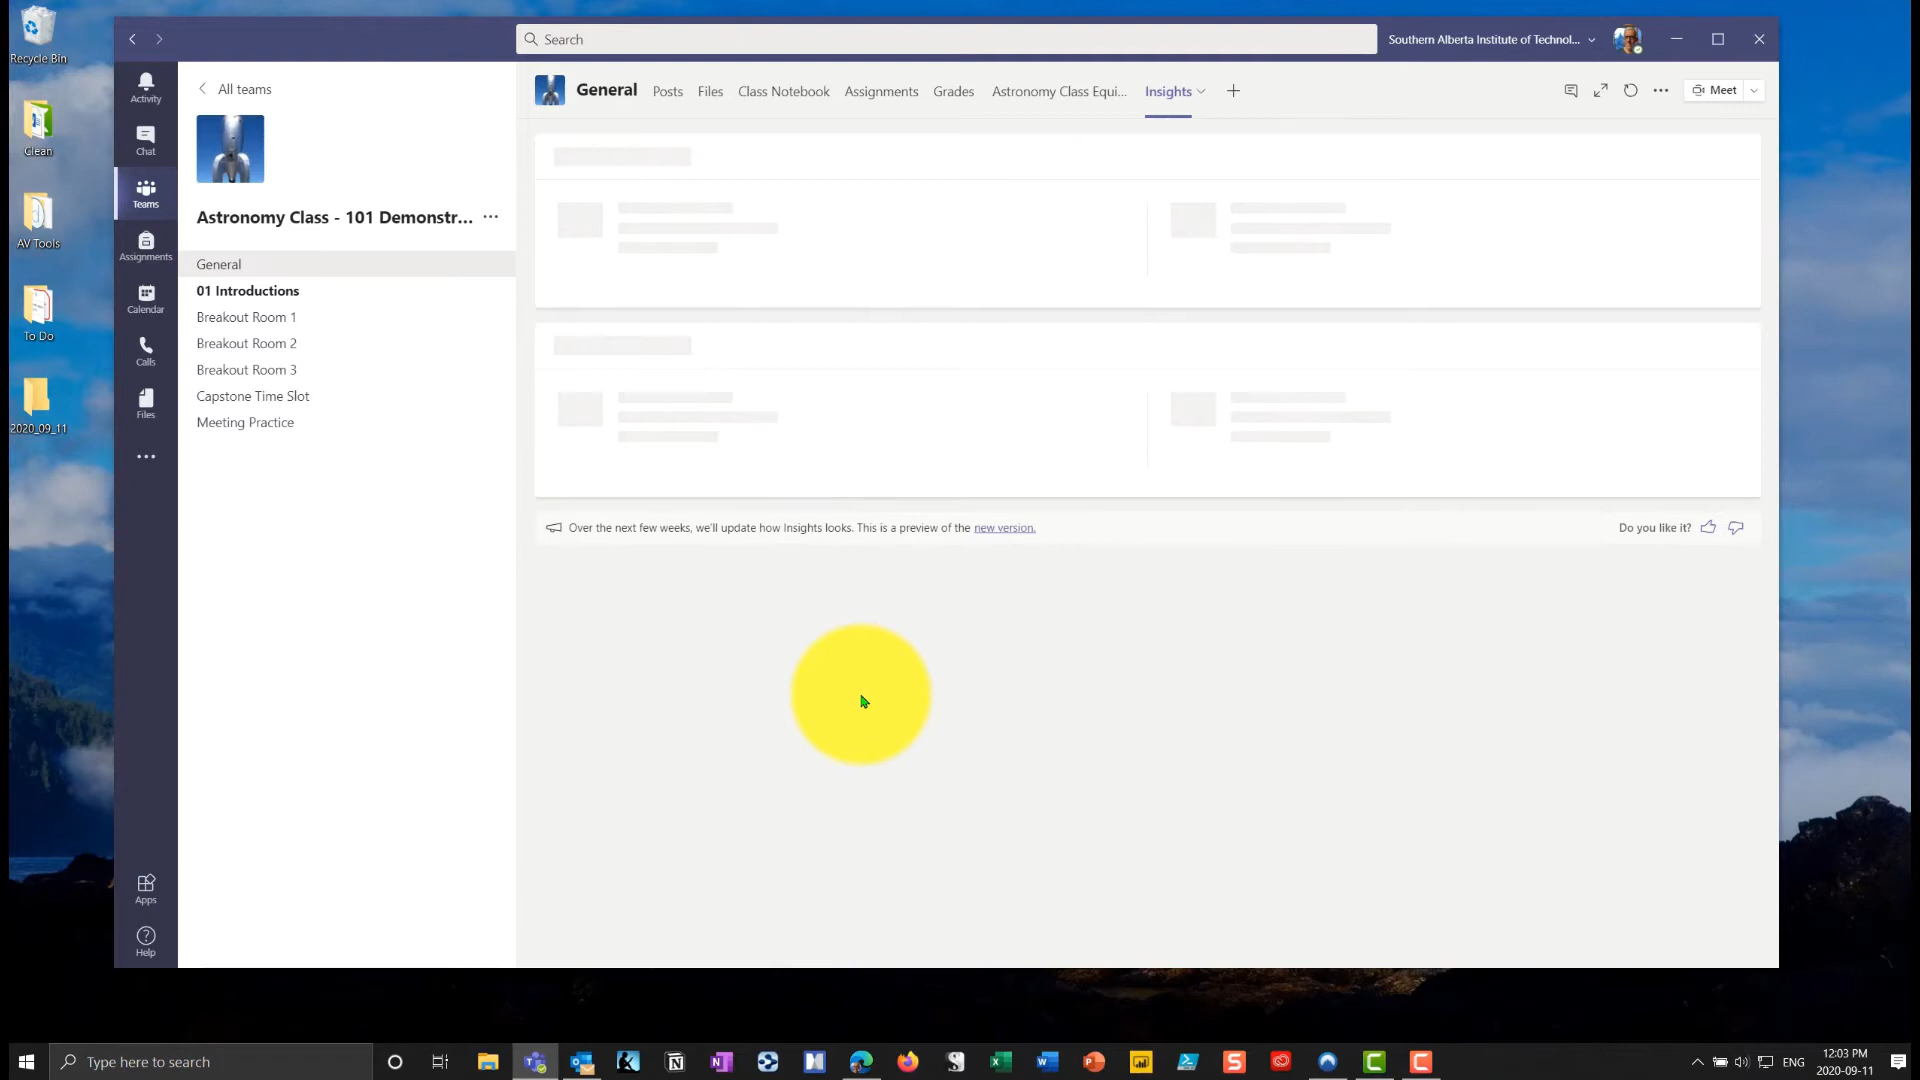 Recycle Bin
Clean
AV Tools
To Do
2020_09_11
Search
Southern Alberta Institute of Technol...
Activity
Chat
Teams
Assignments
Calendar
Calls
Files
Apps
Help
All teams
Astronomy Class - 101 Demonstr...
General
01 Introductions
Breakout Room 1
Breakout Room 2
Breakout Room 3
Capstone Time Slot
Meeting Practice
General Posts Files Class Notebook Assignments Grades Astronomy Class Equi... Insights
Meet
Over the next few weeks, we'll update how Insights looks. This is a preview of the new version.
Do you like it?
Type here to search
ENG
12:03 PM
2020-09-11